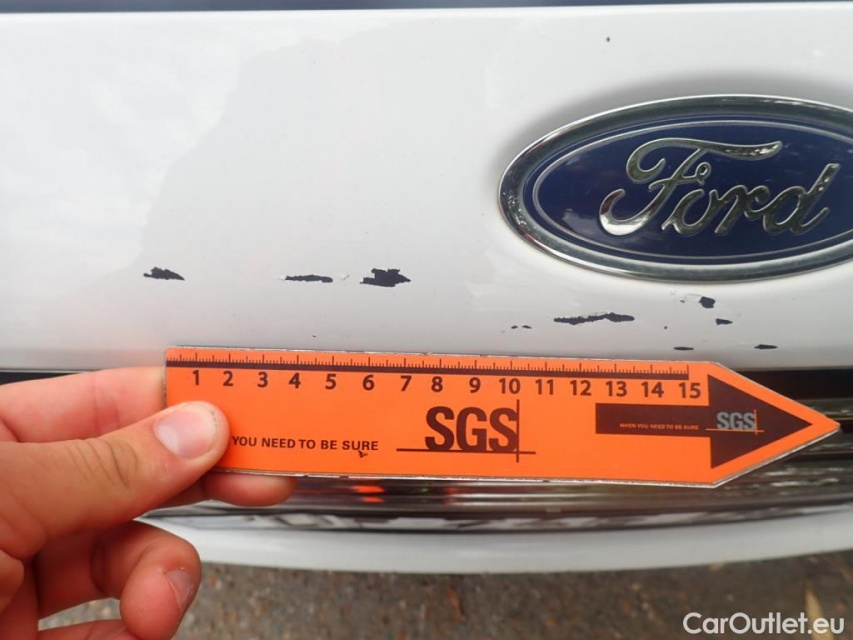 Ford
1 2 3 4 5 6 7 8 9 10 11 12 13 14 15
YOU NEED TO BE SURE
SGS
WHEN YOU NEED TO BE SURE
SGS
CarOutlet.eu